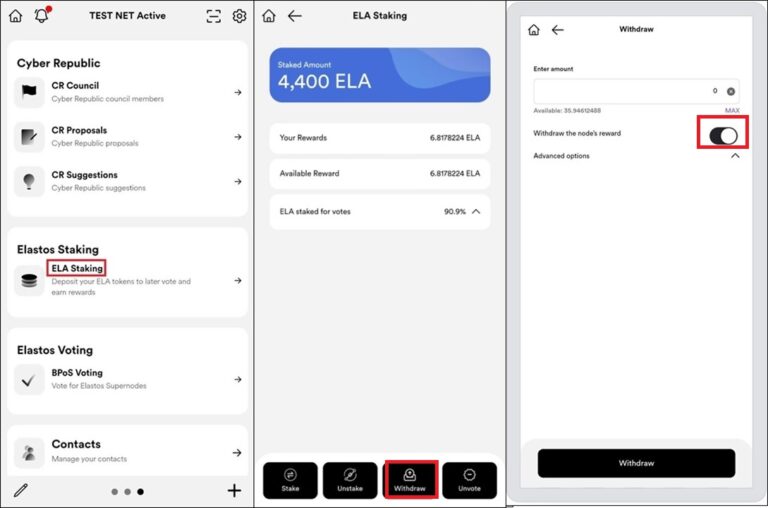 TEST NET Active
Cyber Republic
CR Council
Cyber Republic council members
CR Proposals
Cyber Republic proposals
CR Suggestions
Cyber Republic suggestions
Elastos Staking
ELA Staking
Deposit your ELA tokens to later vote and
earn rewards
Elastos Voting
BPoS Voting
Vote for Elastos Supernodes
Contacts
Manage your contacts
ELA Staking
Staked Amount
4,400 ELA
Your Rewards 6.8178224 ELA
Available Reward 6.8178224 ELA
ELA staked for votes 90.9%
Stake Unstake Withdraw Unvote
Withdraw
Enter amount
0
Available: 35.94612488 MAX
Withdraw the node's reward
Advanced options
Withdraw